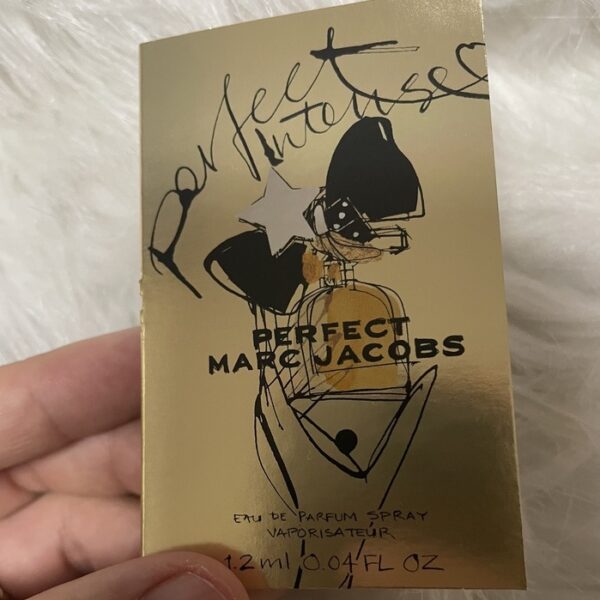 perfect
intense
PERFECT
MARC JACOBS
EAU DE PARFUM SPRAY
VAPORISATEUR
1.2 ml 0.04 FL OZ